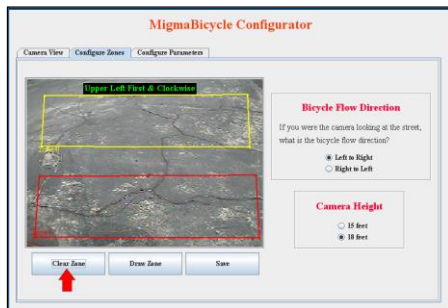 MigmaBicycle Configurator
Camera View
Configure Zones
Configure Parameters
Upper Left First & Clockwise
Bicycle Flow Direction
If you were the camera looking at the street,
what is the bicycle flow direction?
Left to Right
Right to Left
Camera Height
15 feet
18 feet
Clear Zone
Draw Zone
Save